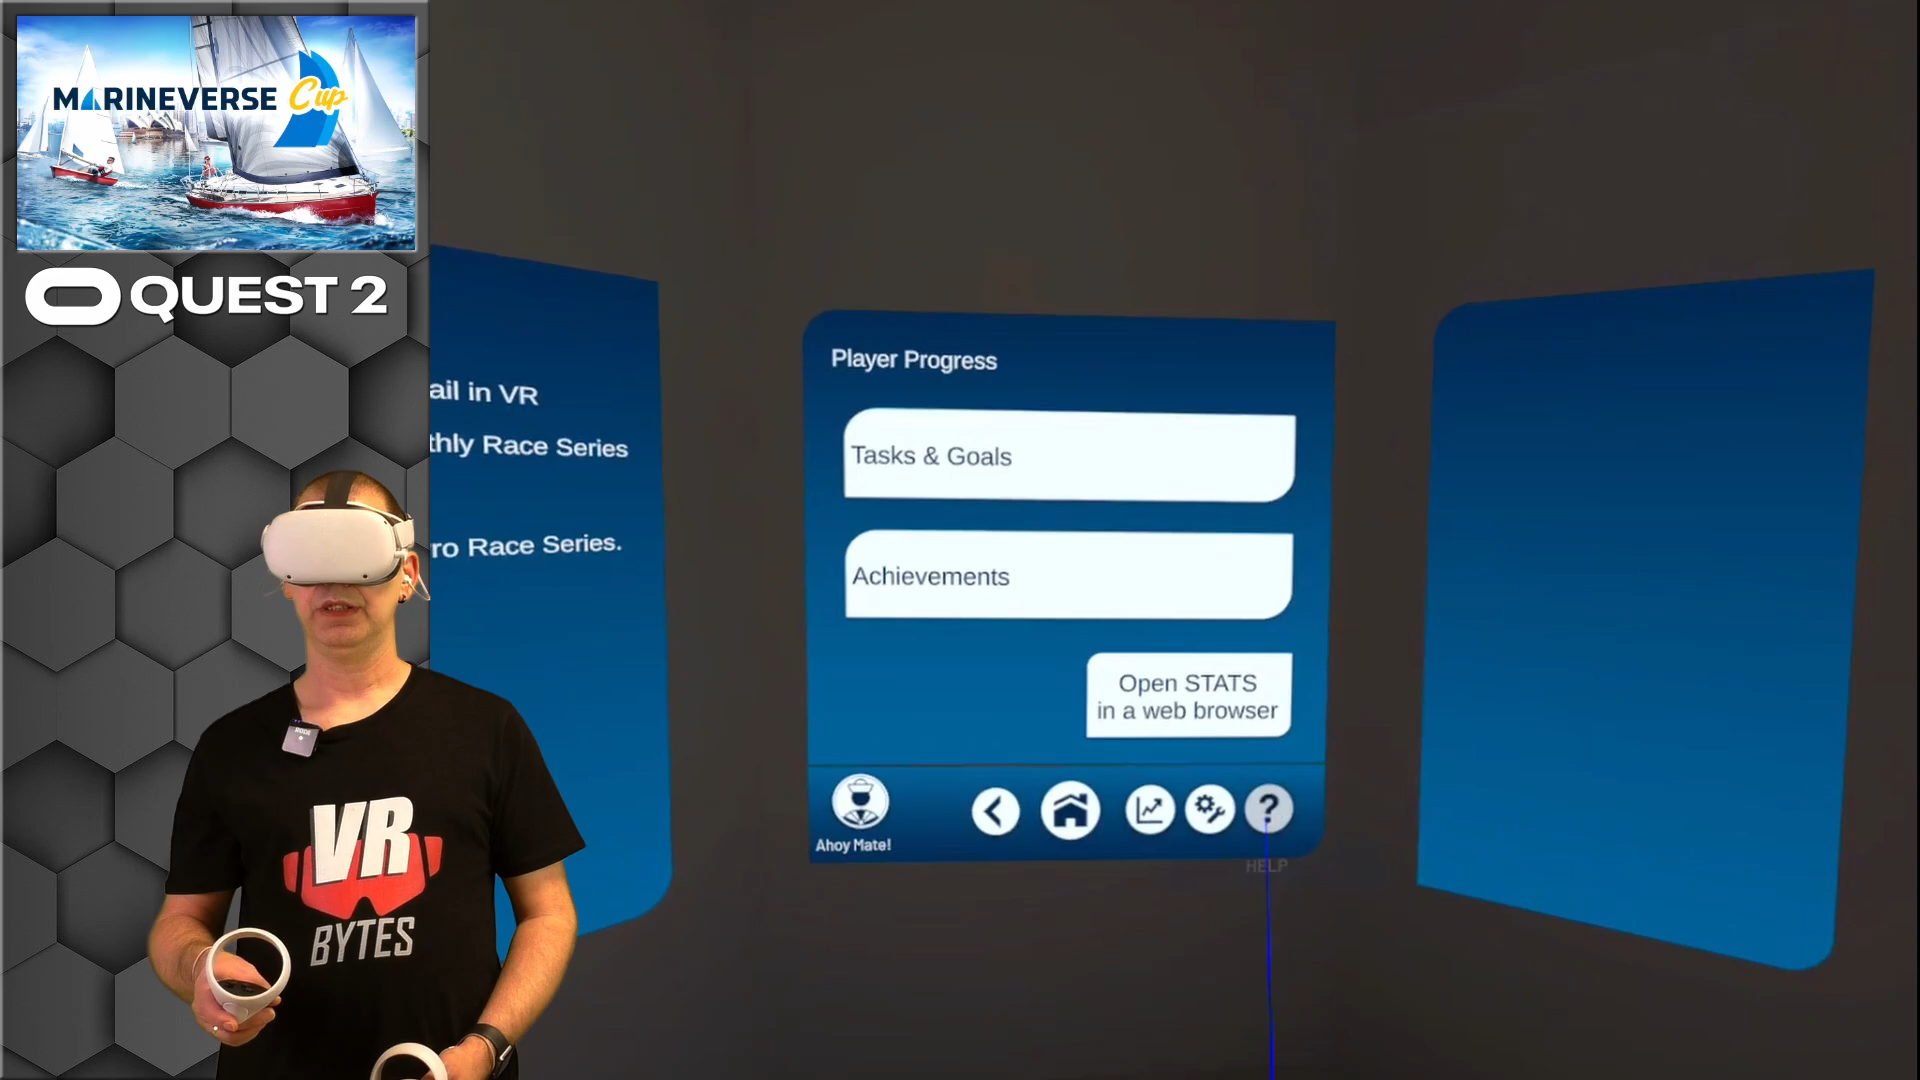 MARINEVERSE Cup
QUEST 2
ail in VR
thly Race Series
ro Race Series.
Player Progress
Tasks & Goals
Achievements
Open STATS
in a web browser
Ahoy Mate!
?
HELP
RODE
VR
BYTES